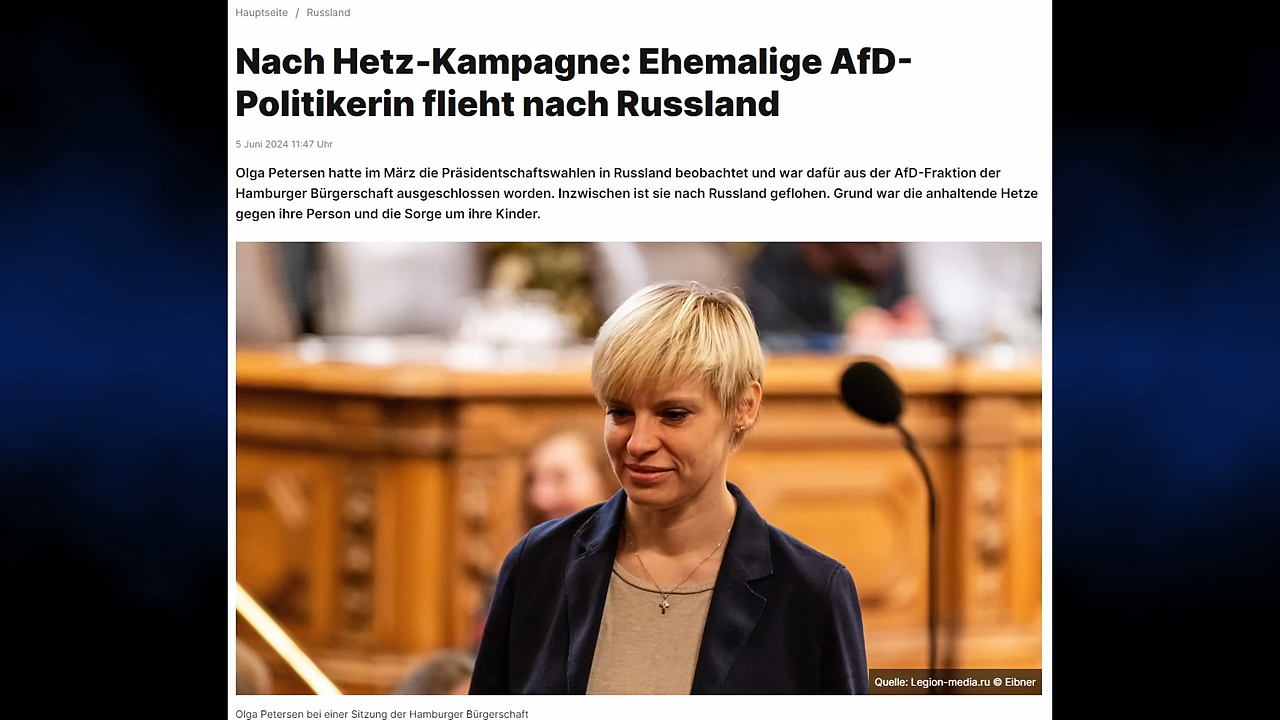 Hauptseite / Russland
Nach Hetz-Kampagne: Ehemalige AfD-
Politikerin flieht nach Russland
5 Juni 2024 11:47 Uhr
Olga Petersen hatte im März die Präsidentschaftswahlen in Russland beobachtet und war dafür aus der AfD-Fraktion der
Hamburger Bürgerschaft ausgeschlossen worden. Inzwischen ist sie nach Russland geflohen. Grund war die anhaltende Hetze
gegen ihre Person und die Sorge um ihre Kinder.
Quelle: Legion-media.ru © Eibner
Olga Petersen bei einer Sitzung der Hamburger Bürgerschaft